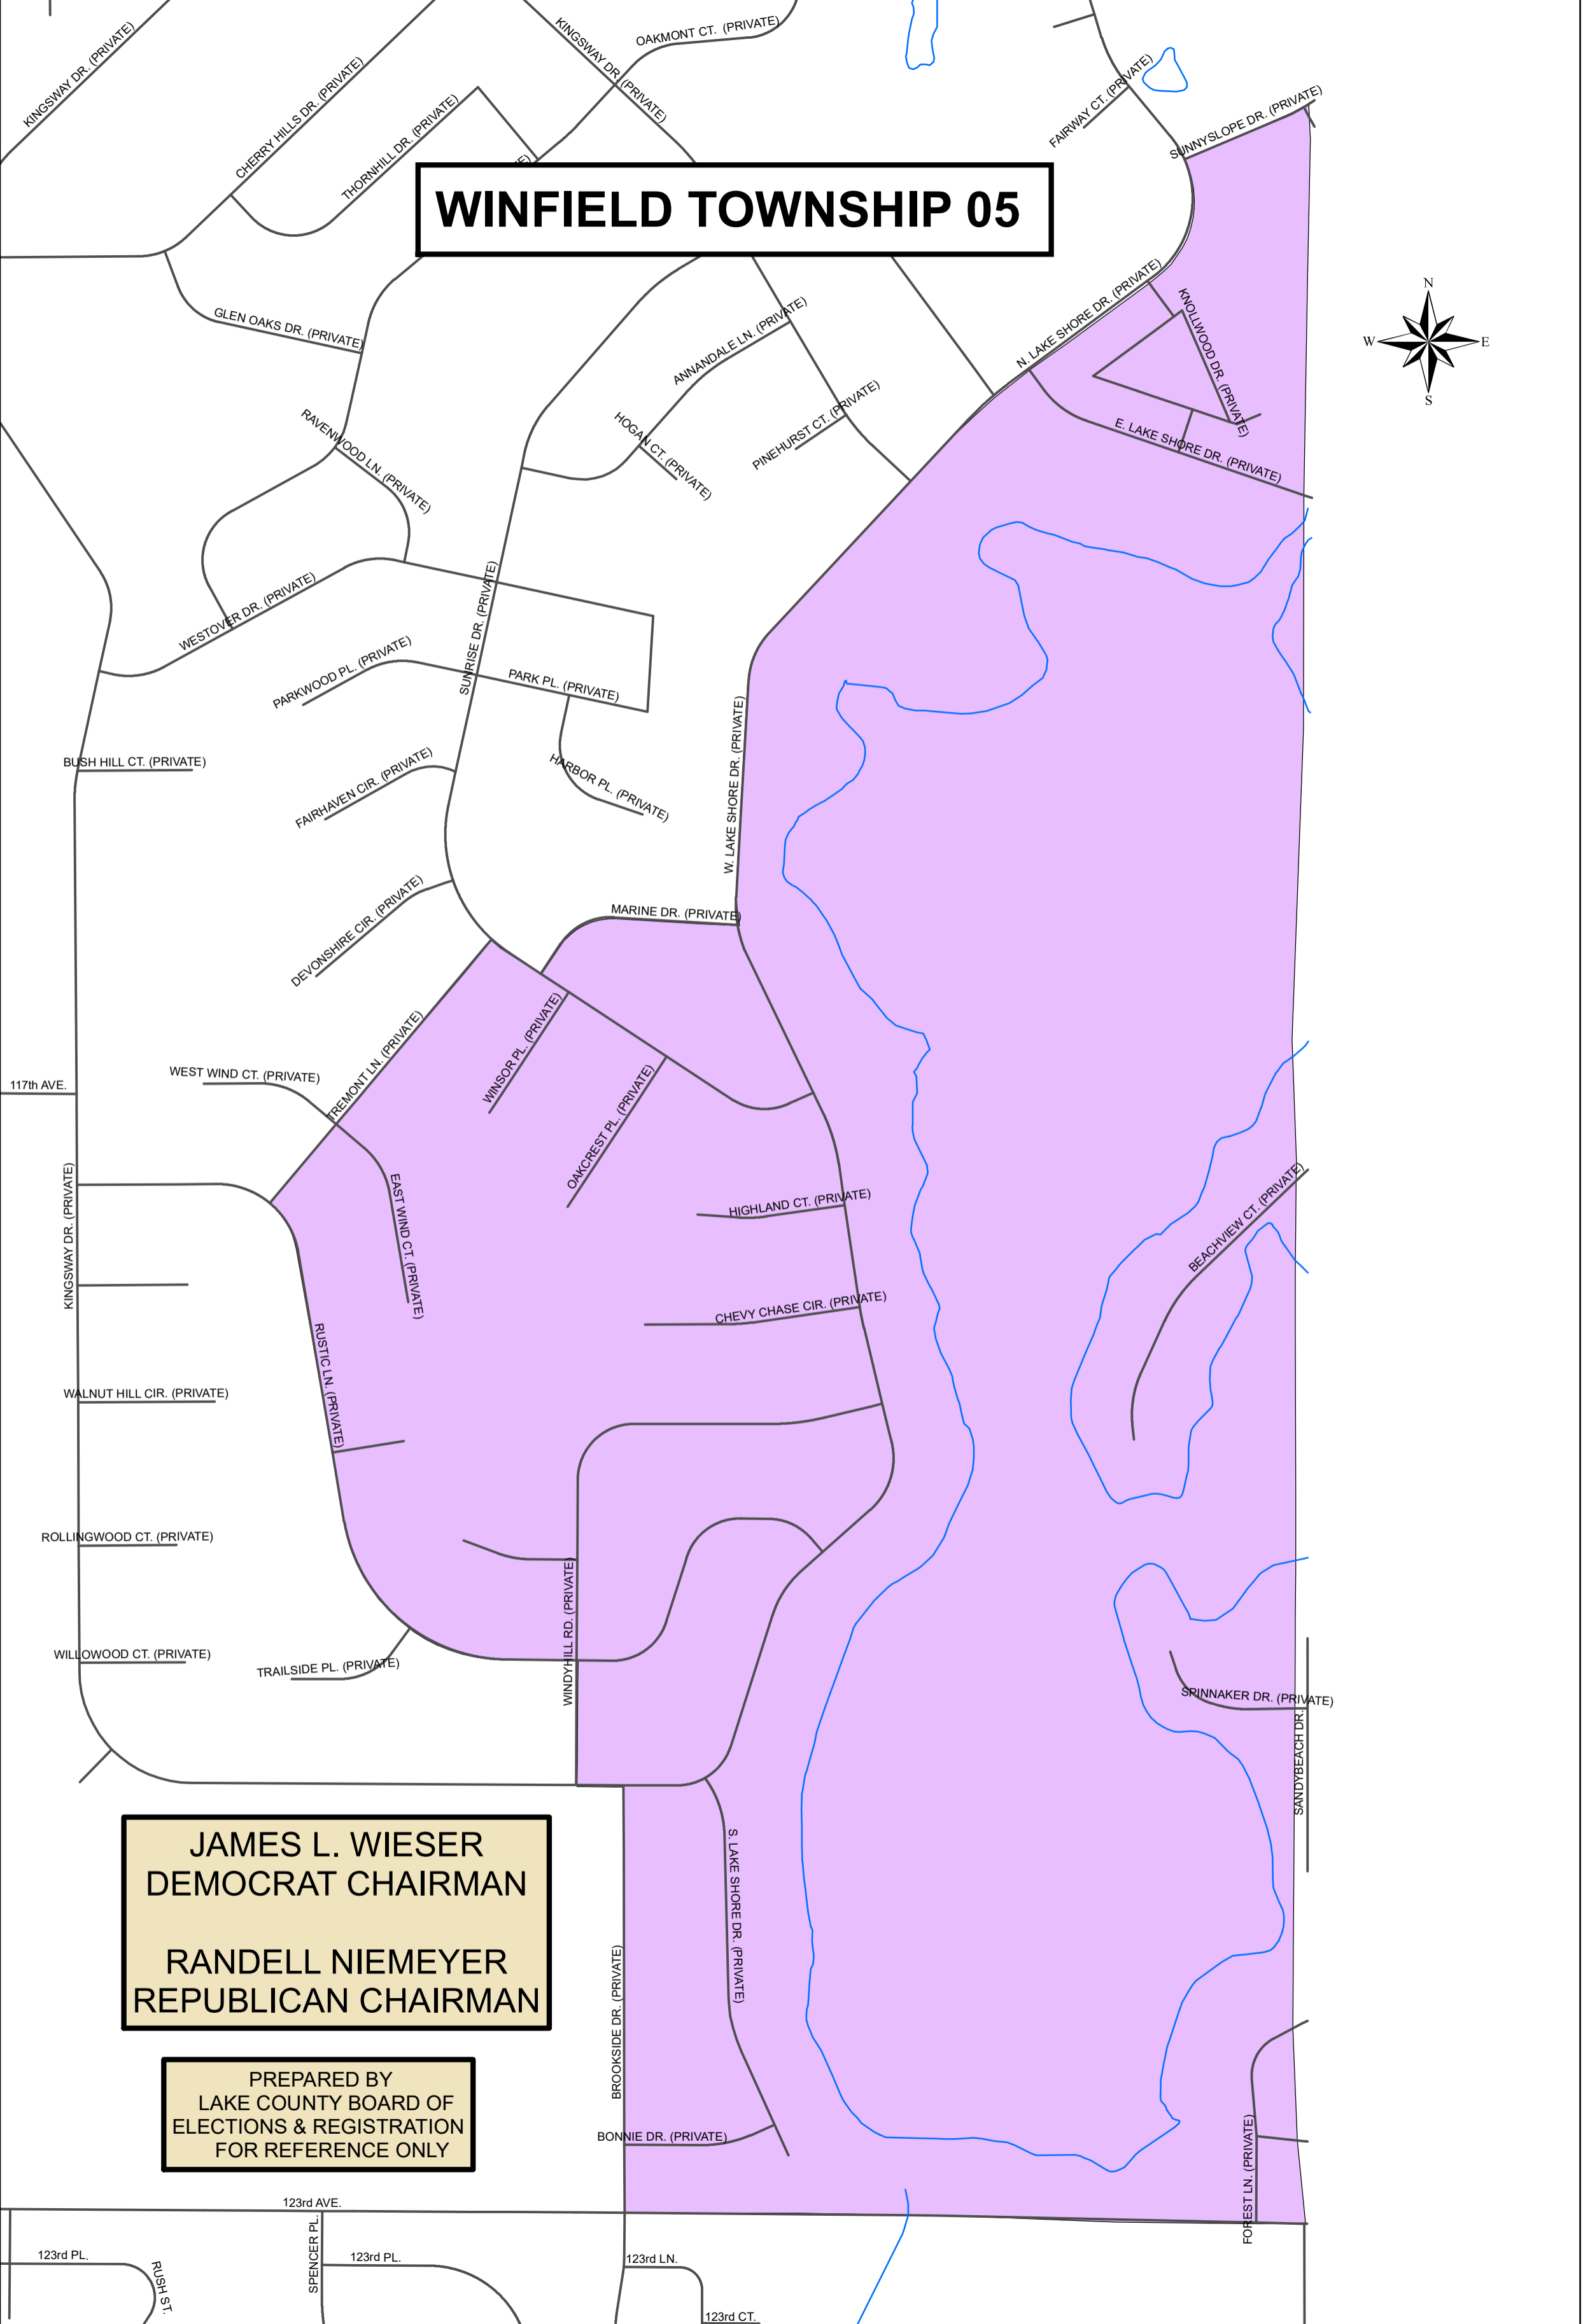 KINGSWAY DR. (PRIVATE)
CHERRY HILLS DR. (PRIVATE)
THORNHILL DR. (PRIVATE)
KINGSWAY DR. (PRIVATE)
OAKMONT CT. (PRIVATE)
FAIRWAY CT. (PRIVATE)
SUNNYSLOPE DR. (PRIVATE)
WINFIELD TOWNSHIP 05
N
W E
S
GLEN OAKS DR. (PRIVATE)
ANNANDALE LN. (PRIVATE)
N. LAKE SHORE DR. (PRIVATE)
KNOLLWOOD DR. (PRIVATE)
RAVENWOOD LN. (PRIVATE)
HOGAN CT. (PRIVATE)
PINEHURST CT. (PRIVATE)
E. LAKE SHORE DR. (PRIVATE)
WESTOVER DR. (PRIVATE)
SUNRISE DR. (PRIVATE)
PARKWOOD PL. (PRIVATE)
PARK PL. (PRIVATE)
W. LAKE SHORE DR. (PRIVATE)
BUSH HILL CT. (PRIVATE)
FAIRHAVEN CIR. (PRIVATE)
HARBOR PL. (PRIVATE)
DEVONSHIRE CIR. (PRIVATE)
MARINE DR. (PRIVATE)
117th AVE.
WEST WIND CT. (PRIVATE)
TREMONT LN. (PRIVATE)
WINSOR PL. (PRIVATE)
OAKCREST PL. (PRIVATE)
KINGSWAY DR. (PRIVATE)
EAST WIND CT. (PRIVATE)
HIGHLAND CT. (PRIVATE)
BEACHVIEW CT. (PRIVATE)
CHEVY CHASE CIR. (PRIVATE)
RUSTIC LN. (PRIVATE)
WALNUT HILL CIR. (PRIVATE)
ROLLINGWOOD CT. (PRIVATE)
WINDYHILL RD. (PRIVATE)
WILLOWOOD CT. (PRIVATE)
TRAILSIDE PL. (PRIVATE)
SPINNAKER DR. (PRIVATE)
SANDYBEACH DR.
JAMES L. WIESER
DEMOCRAT CHAIRMAN
RANDELL NIEMEYER
REPUBLICAN CHAIRMAN
S. LAKE SHORE DR. (PRIVATE)
BROOKSIDE DR. (PRIVATE)
PREPARED BY
LAKE COUNTY BOARD OF
ELECTIONS & REGISTRATION
FOR REFERENCE ONLY
BONNIE DR. (PRIVATE)
FOREST LN. (PRIVATE)
123rd AVE.
SPENCER PL.
123rd PL.
RUSH ST.
123rd PL.
123rd LN.
123rd CT.